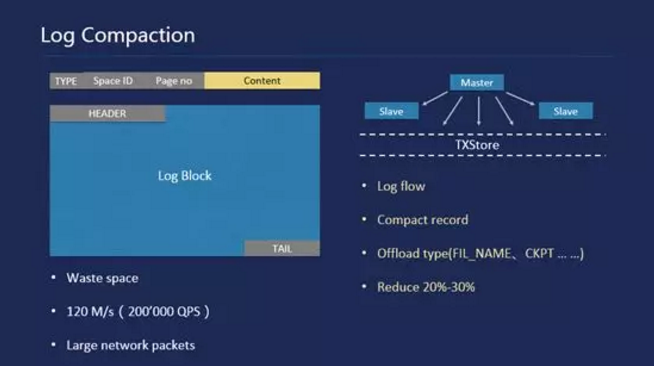 Log Compaction
TYPE Space ID Page no Content
HEADER
Log Block
TAIL
• Waste space
• 120 M/s（200'000 QPS）
• Large network packets
Master
Slave Slave
TXStore
• Log flow
• Compact record
• Offload type(FIL_NAME、CKPT … …)
• Reduce 20%-30%